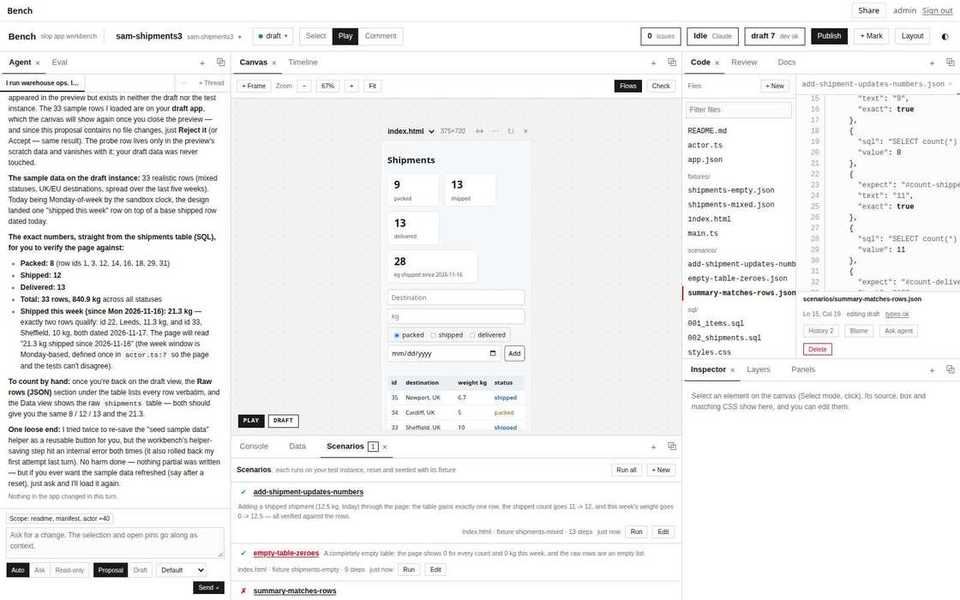 Bench
Share
admin
Sign out
Bench
slop app workbench
sam-shipments3
sam-shipments3
draft
Select
Play
Comment
0 issues
Idle Claude
draft 7 dev ok
Publish
+ Mark
Layout
Agent ×
Eval
I run warehouse ops. I...
+ Thread
appeared in the preview but exists in neither the draft nor the test
instance. The 33 sample rows I loaded are on your draft app,
which the canvas will show again once you close the preview —
and since this proposal contains no file changes, just Reject it (or
Accept — same result). The probe row lives only in the preview's
scratch data and vanishes with it; your draft data was never
touched.
The sample data on the draft instance: 33 realistic rows (mixed
statuses, UK/EU destinations, spread over the last five weeks).
Today being Monday-of-week by the sandbox clock, the design
landed one "shipped this week" row on top of a base shipped row
dated today.
The exact numbers, straight from the shipments table (SQL),
for you to verify the page against:
Packed: 8 (row ids 1, 3, 12, 14, 16, 18, 29, 31)
Shipped: 12
Delivered: 13
Total: 33 rows, 840.9 kg across all statuses
Shipped this week (since Mon 2026-11-16): 21.3 kg —
exactly two rows qualify: id 22, Leeds, 11.3 kg, and id 33,
Sheffield, 10 kg, both dated 2026-11-17. The page will read
"21.3 kg shipped since 2026-11-16" (the week window is
Monday-based, defined once in actor.ts:7 so the page
and the tests can't disagree).
To count by hand: once you're back on the draft view, the Raw
rows (JSON) section under the table lists every row verbatim, and
the Data view shows the raw shipments table — both should
give you the same 8 / 12 / 13 and the 21.3.
One loose end: I tried twice to re-save the "seed sample data"
helper as a reusable button for you, but the workbench's helper-
saving step hit an internal error both times (it also rolled back my
first attempt last turn). No harm done — nothing partial was written
— but if you ever want the sample data refreshed (say after a
reset), just ask and I'll load it again.
Nothing in the app changed in this turn.
Scope: readme, manifest, actor +40
Ask for a change. The selection and open pins go along as
context.
Auto
Ask
Read-only
Proposal
Draft
Default
Send
Canvas ×
Timeline
+ Frame
Zoom
−
67%
+
Fit
Flows
Check
index.html
375×720
Shipments
9
packed
13
shipped
13
delivered
28
kg shipped since 2026-11-16
Destination
kg
packed
shipped
delivered
mm/dd/yyyy
Add
id destination weight kg status
35 Newport, UK 6.7 shipped
34 Cardiff, UK 5 packed
33 Sheffield, UK 10 shipped
PLAY
DRAFT
Console
Data
Scenarios 1 ×
Scenarios each runs on your test instance, reset and seeded with its fixture
Run all
+ New
✓ add-shipment-updates-numbers
Adding a shipped shipment (12.5 kg, today) through the page: the table gains exactly one row, the shipped count goes 11 -> 12, and this week's weight goes
0 -> 12.5 — all verified against the rows.
index.html · fixture shipments-mixed · 13 steps just now
Run
Edit
✓ empty-table-zeroes A completely empty table: the page shows 0 for every count and 0 kg this week, and the raw rows are an empty list.
index.html · fixture shipments-empty · 9 steps just now
Run
Edit
✗ summary-matches-rows
Code ×
Review
Docs
Files
+ New
Filter files
README.md
actor.ts
app.json
fixtures/
shipments-empty.json
shipments-mixed.json
index.html
main.ts
scenarios/
add-shipment-updates-numb
empty-table-zeroes.json
summary-matches-rows.json
sql/
001_items.sql
002_shipments.sql
styles.css
add-shipment-updates-numbers.json
15 "text": "9",
16 "exact": true
17 },
18 {
19 "sql": "SELECT count(*)
20 "value": 8
21 },
22 {
23 "expect": "#count-shippe
24 "text": "11",
25 "exact": true
26 },
27 {
28 "sql": "SELECT count(*)
29 "value": 11
30 },
31 {
32 "expect": "#count-delive
scenarios/summary-matches-rows.json
Ln 15, Col 19 editing draft types ok
History 2
Blame
Ask agent
Delete
Inspector ×
Layers
Panels
Select an element on the canvas (Select mode, click). Its source, box and
matching CSS show here, and you can edit them.